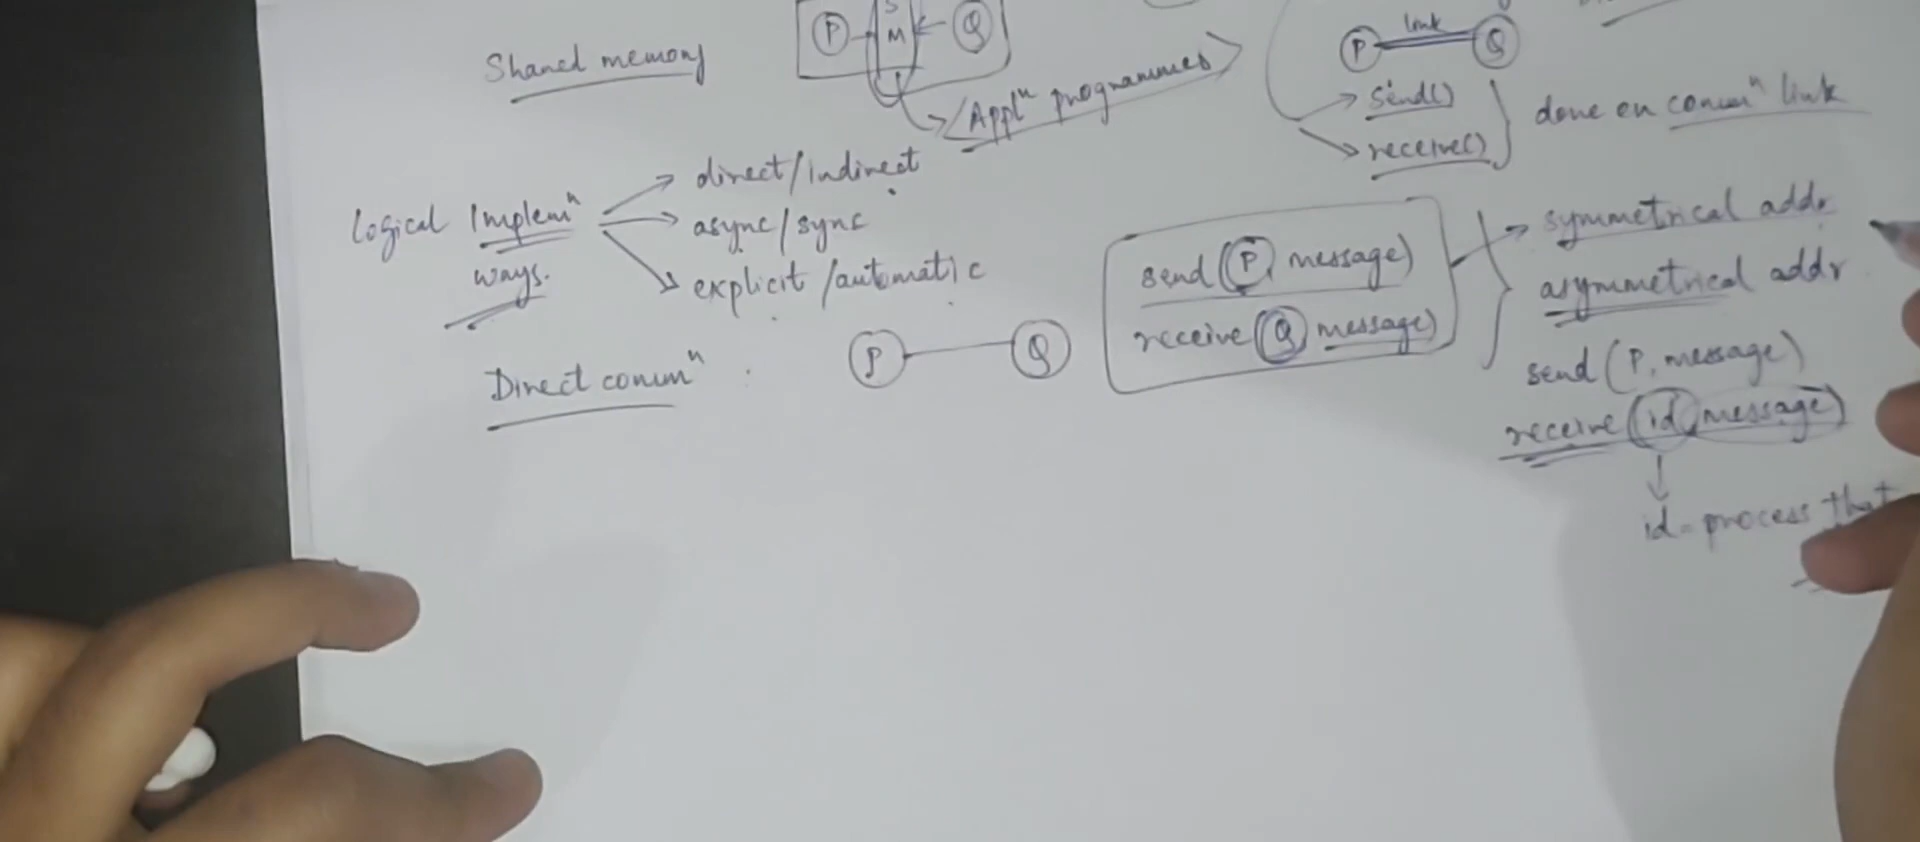 Shared memory
P S M Q
<Appl^n programmes>
P link Q
→ send()
→ receive()
done on comm^n link
logical Implem^n
ways.
→ direct/indirect
→ async/sync
→ explicit/automatic
Direct comm^n :
P Q
send (P, message)
receive (Q message)
→ symmetrical addr
asymmetrical addr
send (P, message)
receive (id, message)
↓
id - process that